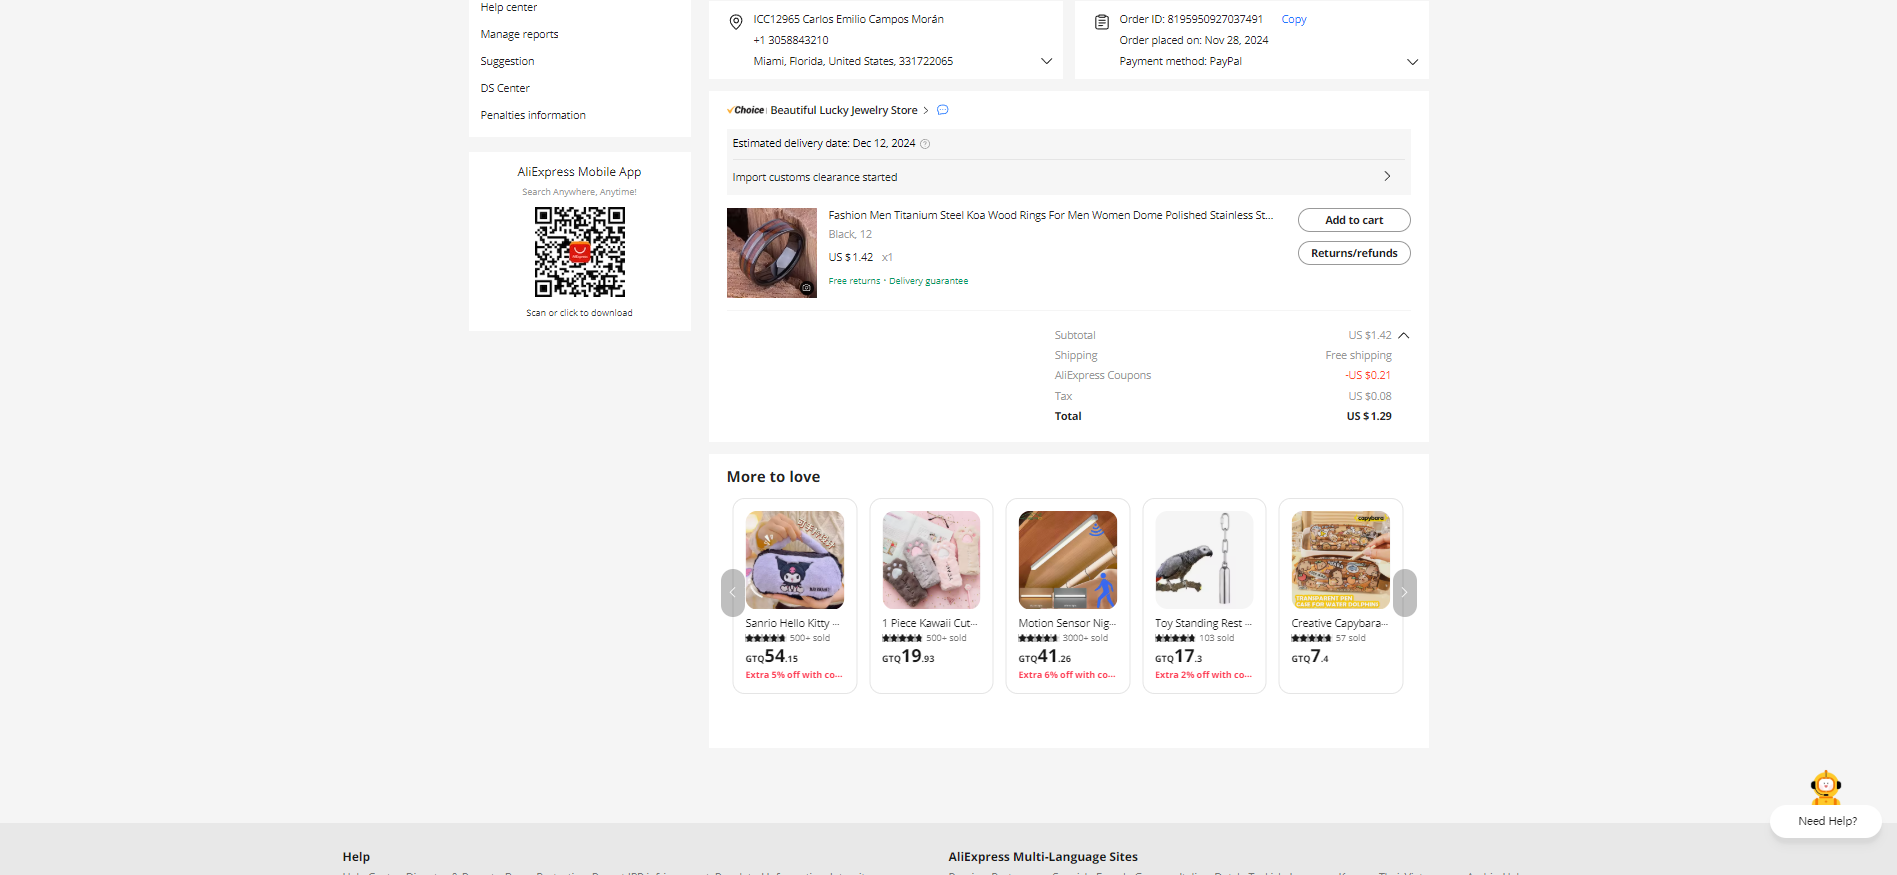 Help center
Manage reports
Suggestion
DS Center
Penalties information
AliExpress Mobile App
Search Anywhere, Anytime!
Scan or click to download
ICC12965 Carlos Emilio Campos Morán
+1 3058843210
Miami, Florida, United States, 331722065
Order ID: 8195950927037491 Copy
Order placed on: Nov 28, 2024
Payment method: PayPal
Choice Beautiful Lucky Jewelry Store
Estimated delivery date: Dec 12, 2024
Import customs clearance started
Fashion Men Titanium Steel Koa Wood Rings For Men Women Dome Polished Stainless St...
Black, 12
US $1.42 x1
Free returns · Delivery guarantee
Add to cart
Returns/refunds
Subtotal US $1.42
Shipping Free shipping
AliExpress Coupons -US $0.21
Tax US $0.08
Total US $1.29
More to love
Sanrio Hello Kitty ...
500+ sold
GTQ54.15
Extra 5% off with co...
1 Piece Kawaii Cut...
500+ sold
GTQ19.93
Motion Sensor Nig...
3000+ sold
GTQ41.26
Extra 6% off with co...
Toy Standing Rest ...
103 sold
GTQ17.3
Extra 2% off with co...
capybara
TRANSPARENT PEN
Creative Capybara...
57 sold
GTQ7.4
Need Help?
Help
AliExpress Multi-Language Sites